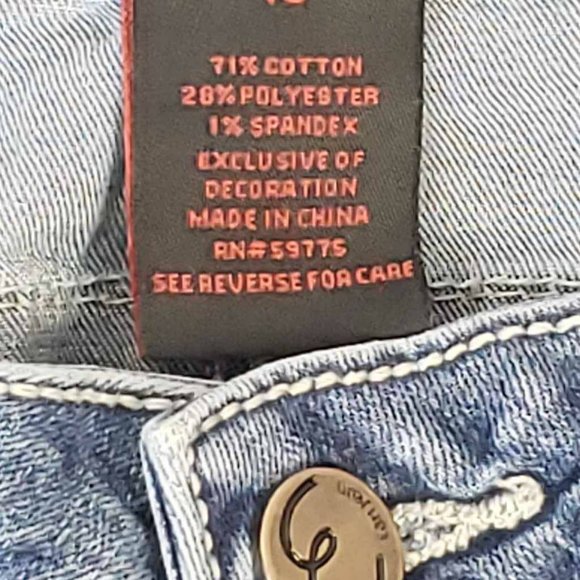 71% COTTON
28% POLYESTER
1% SPANDEX
EXCLUSIVE OF
DECORATION
MADE IN CHINA
RN#59775
SEE REVERSE FOR CARE